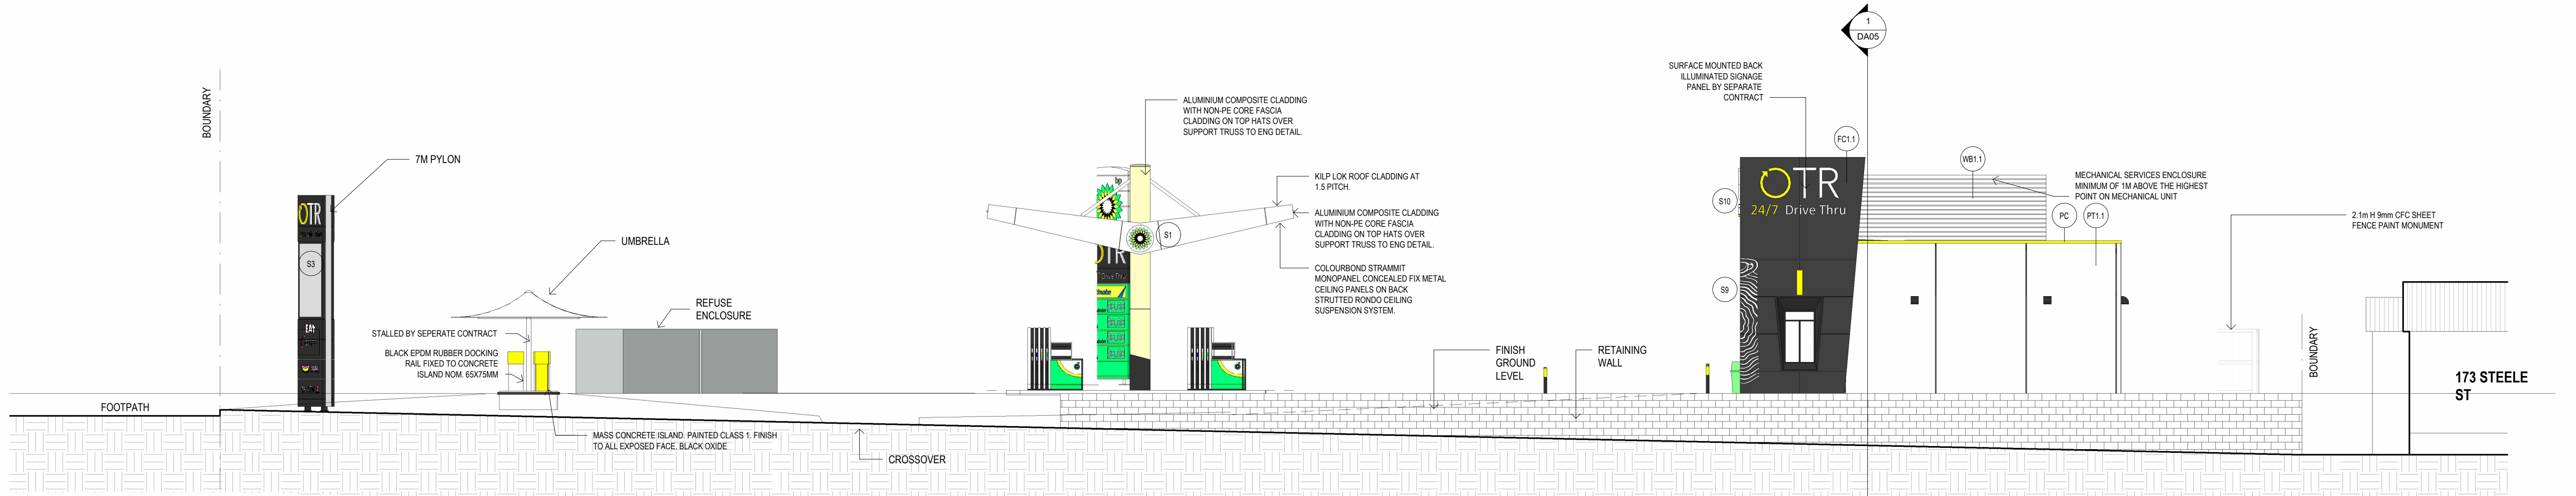 1
DA05
SURFACE MOUNTED BACK
ILLUMINATED SIGNAGE
PANEL BY SEPARATE
CONTRACT
BOUNDARY
ALUMINIUM COMPOSITE CLADDING
WITH NON-PE CORE FASCIA
CLADDING ON TOP HATS OVER
SUPPORT TRUSS TO ENG DETAIL.
FC1.1
7M PYLON
WB1.1
KILP LOK ROOF CLADDING AT
1.5 PITCH.
MECHANICAL SERVICES ENCLOSURE
MINIMUM OF 1M ABOVE THE HIGHEST
POINT ON MECHANICAL UNIT
bp
OTR
24/7 Drive Thru
S10
OTR
ALUMINIUM COMPOSITE CLADDING
WITH NON-PE CORE FASCIA
CLADDING ON TOP HATS OVER
SUPPORT TRUSS TO ENG DETAIL.
PC
PT1.1
2.1m H 9mm CFC SHEET
FENCE PAINT MONUMENT
S1
UMBRELLA
S3
TR
Drive Thru
COLOURBOND STRAMMIT
MONOPANEL CONCEALED FIX METAL
CEILING PANELS ON BACK
STRUTTED RONDO CEILING
SUSPENSION SYSTEM.
S9
REFUSE
ENCLOSURE
EAT
STALLED BY SEPERATE CONTRACT
BLACK EPDM RUBBER DOCKING
RAIL FIXED TO CONCRETE
ISLAND NOM. 65X75MM
FINISH
GROUND
LEVEL
RETAINING
WALL
BOUNDARY
173 STEELE
ST
FOOTPATH
MASS CONCRETE ISLAND. PAINTED CLASS 1. FINISH
TO ALL EXPOSED FACE. BLACK OXIDE
CROSSOVER